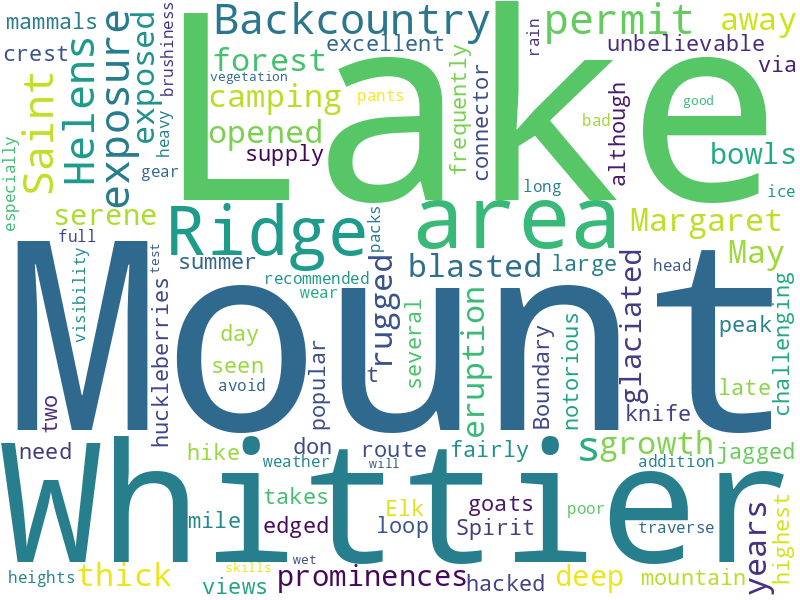 mammals
Backcountry
permit
away
crest
Saint
Helens
exposure
exposed
brushiness
forest
excellent
vegetation
camping
pants
opened
supply
heavy
gear
frequently
connector
rain
unbelievable
via
although
good
bad
bowls
long
ice
Lake
especially
serene
full
Ridge
packs
area
Margaret
May
visibility
test
summer
recommended
wear
blasted
large
glaciated
head
Mount
huckleberries
day
seen
avoid
popular
t
rugged
several
eruption
Boundary
notorious
peak
late
knife
challenging
two
need
hike
don
route
fairly
s
growth
jagged
weather
will
addition
Whittier
takes
mile
edged
Elk
loop
goats
Spirit
poor
traverse
years
highest
heights
thick
views
skills
wet
prominences
hacked
deep
mountain